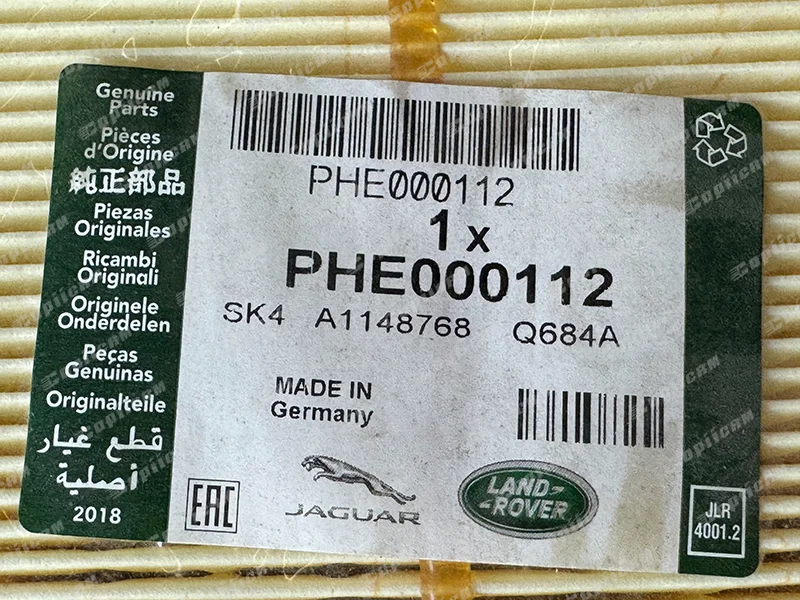 Genuine
Parts
Pièces
d'Origine
純正部品
Piezas
Originales
Ricambi
Originali
Originele
Onderdelen
Peças
Genuinas
Originalteile
قطع غيار
أصلية
2018
PHE000112
1 x
PHE000112
SK4 A1148768 Q684A
MADE IN
Germany
EAC
JAGUAR
LAND-
-ROVER
JLR
4001.2
Copticam